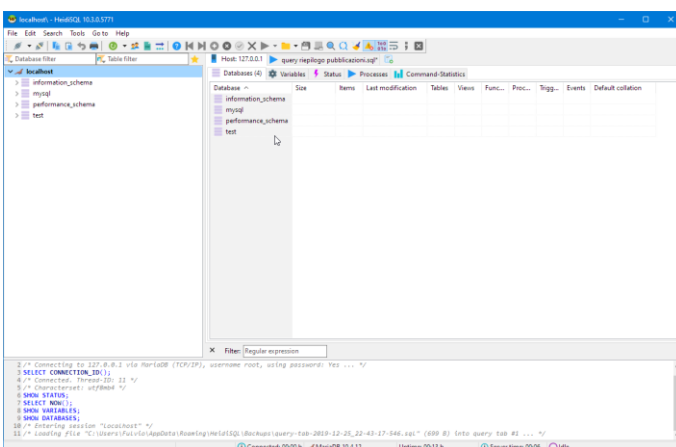 localhost\ - HeidiSQL 10.3.0.5771
File Edit Search Tools Go to Help
Database filter Table filter
Host: 127.0.0.1 query riepilogo pubblicazioni.sql*
localhost
information_schema
mysql
performance_schema
test
Databases (4) Variables Status Processes Command-Statistics
Database Size Items Last modification Tables Views Func... Proc... Trigg... Events Default collation
information_schema
mysql
performance_schema
test
Filter: Regular expression
2 /* Connecting to 127.0.0.1 via MariaDB (TCP/IP), username root, using password: Yes ... */
3 SELECT CONNECTION_ID();
4 /* Connected. Thread-ID: 11 */
5 /* Characterset: utf8mb4 */
6 SHOW STATUS;
7 SELECT NOW();
8 SHOW VARIABLES;
9 SHOW DATABASES;
10 /* Entering session "localhost" */
11 /* Loading file "C:\Users\Fulvio\AppData\Roaming\HeidiSQL\Backups\query-tab-2019-12-25_22-43-17-546.sql" (699 B) into query tab #1 ... */